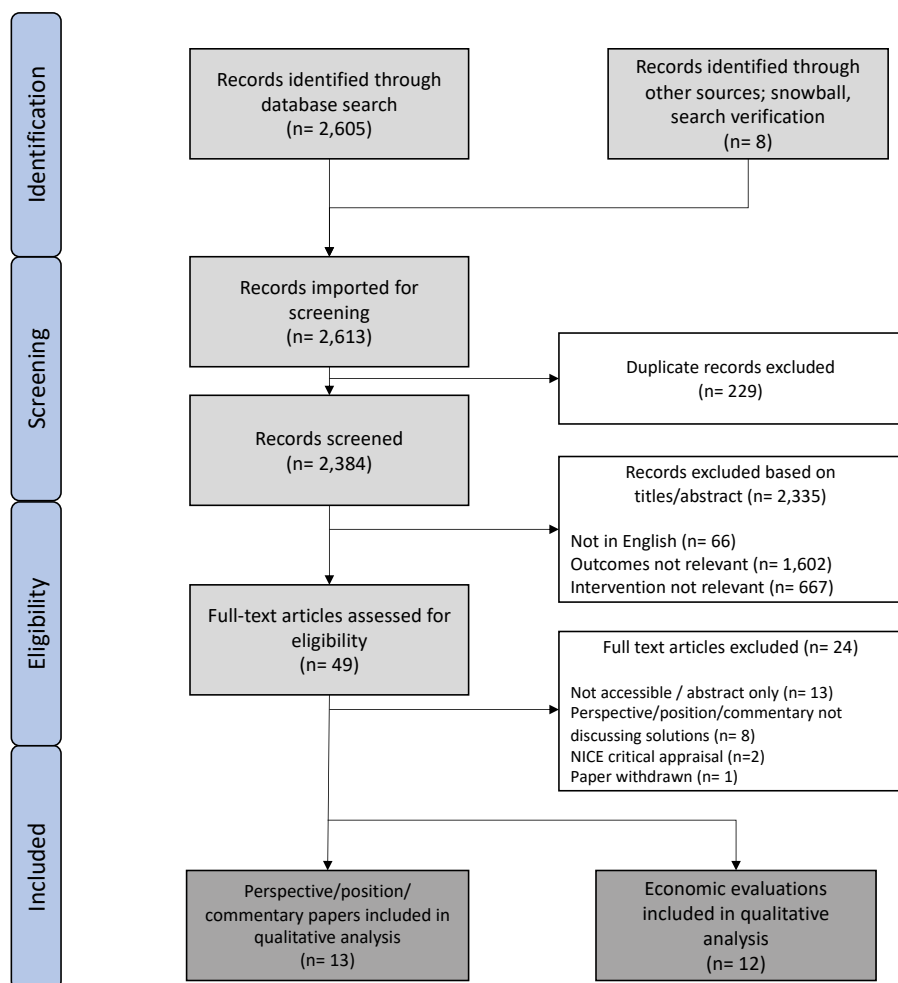 Identification
Records identified through
database search
(n= 2,605)
Records identified through
other sources; snowball,
search verification
(n= 8)
Screening
Records imported for
screening
(n= 2,613)
Duplicate records excluded
(n= 229)
Records screened
(n= 2,384)
Records excluded based on
titles/abstract (n= 2,335)
Not in English (n= 66)
Outcomes not relevant (n= 1,602)
Intervention not relevant (n= 667)
Eligibility
Full-text articles assessed for
eligibility
(n= 49)
Full text articles excluded (n= 24)
Not accessible / abstract only (n= 13)
Perspective/position/commentary not
discussing solutions (n= 8)
NICE critical appraisal (n=2)
Paper withdrawn (n= 1)
Included
Perspective/position/
commentary papers included in
qualitative analysis
(n= 13)
Economic evaluations
included in qualitative
analysis
(n= 12)